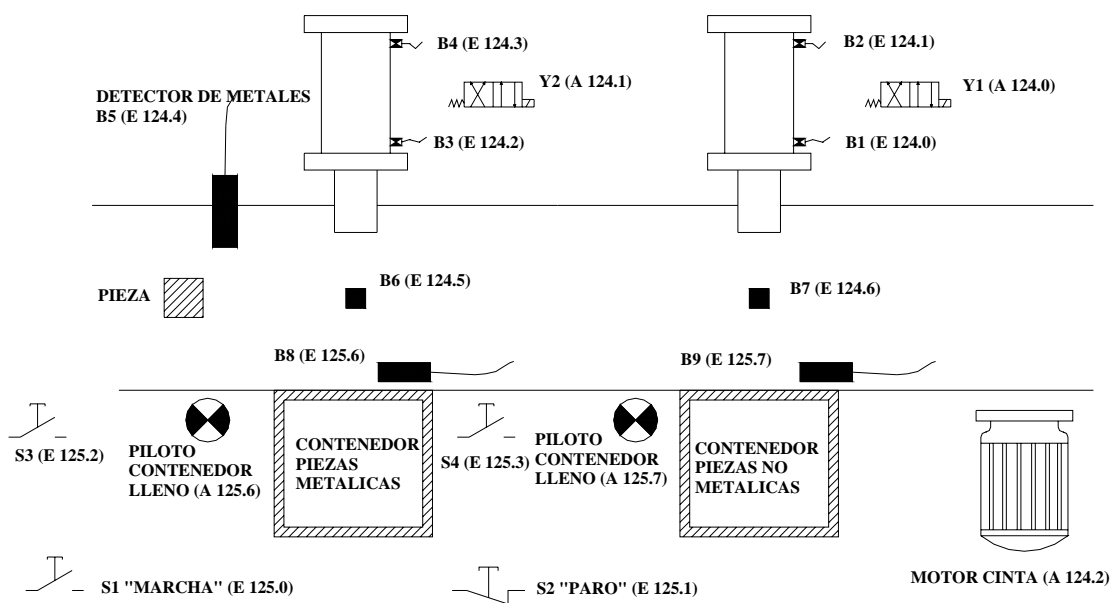 B4 (E 124.3)
B2 (E 124.1)
Y2 (A 124.1)
Y1 (A 124.0)
DETECTOR DE METALES
B5 (E 124.4)
B3 (E 124.2)
B1 (E 124.0)
B6 (E 124.5)
B7 (E 124.6)
PIEZA
B8 (E 125.6)
B9 (E 125.7)
S3 (E 125.2)
PILOTO
CONTENEDOR
LLENO (A 125.6)
CONTENEDOR
PIEZAS
METALICAS
S4 (E 125.3)
PILOTO
CONTENEDOR
LLENO (A 125.7)
CONTENEDOR
PIEZAS NO
METALICAS
S1 "MARCHA" (E 125.0)
S2 "PARO" (E 125.1)
MOTOR CINTA (A 124.2)